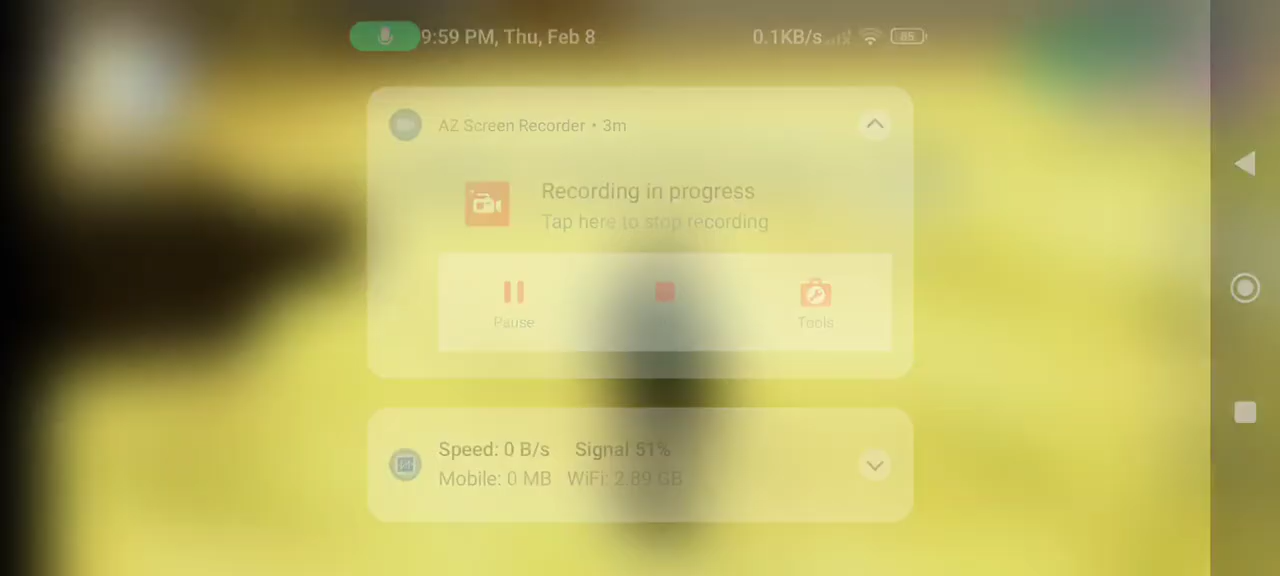 9:59 PM, Thu, Feb 8
0.1KB/s
85
AZ Screen Recorder • 3m
Recording in progress
Tap here to stop recording
Pause
Tools
Speed: 0 B/s Signal 51%
Mobile: 0 MB WiFi: 2.89 GB